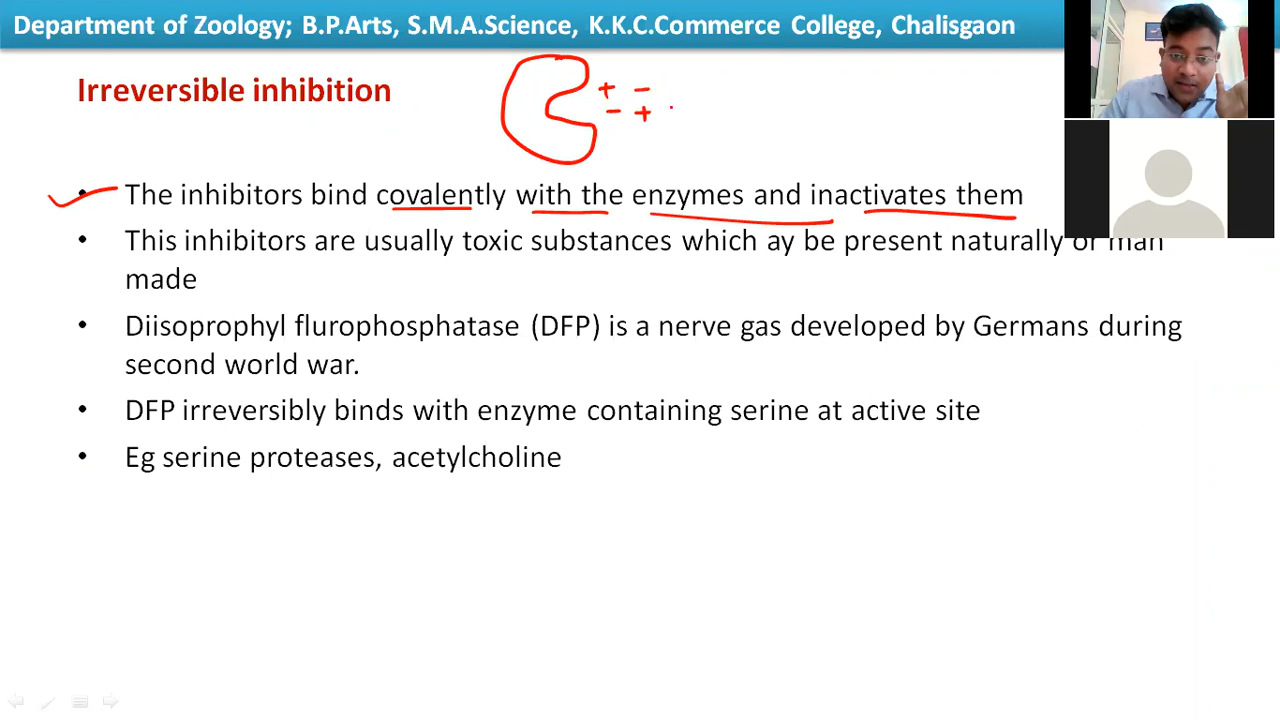 Department of Zoology; B.P.Arts, S.M.A.Science, K.K.C.Commerce College, Chalisgaon
Irreversible inhibition
+ -
- +
• The inhibitors bind covalently with the enzymes and inactivates them
• This inhibitors are usually toxic substances which ay be present naturally or man
made
• Diisoprophyl flurophosphatase (DFP) is a nerve gas developed by Germans during
second world war.
• DFP irreversibly binds with enzyme containing serine at active site
• Eg serine proteases, acetylcholine